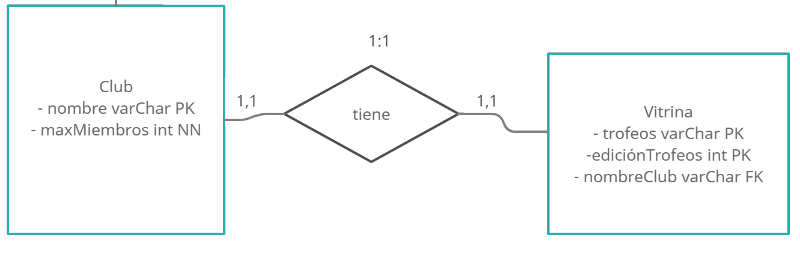 1:1
Club
- nombre varChar PK
- maxMiembros int NN
1,1
tiene
1,1
Vitrina
- trofeos varChar PK
-ediciónTrofeos int PK
- nombreClub varChar FK